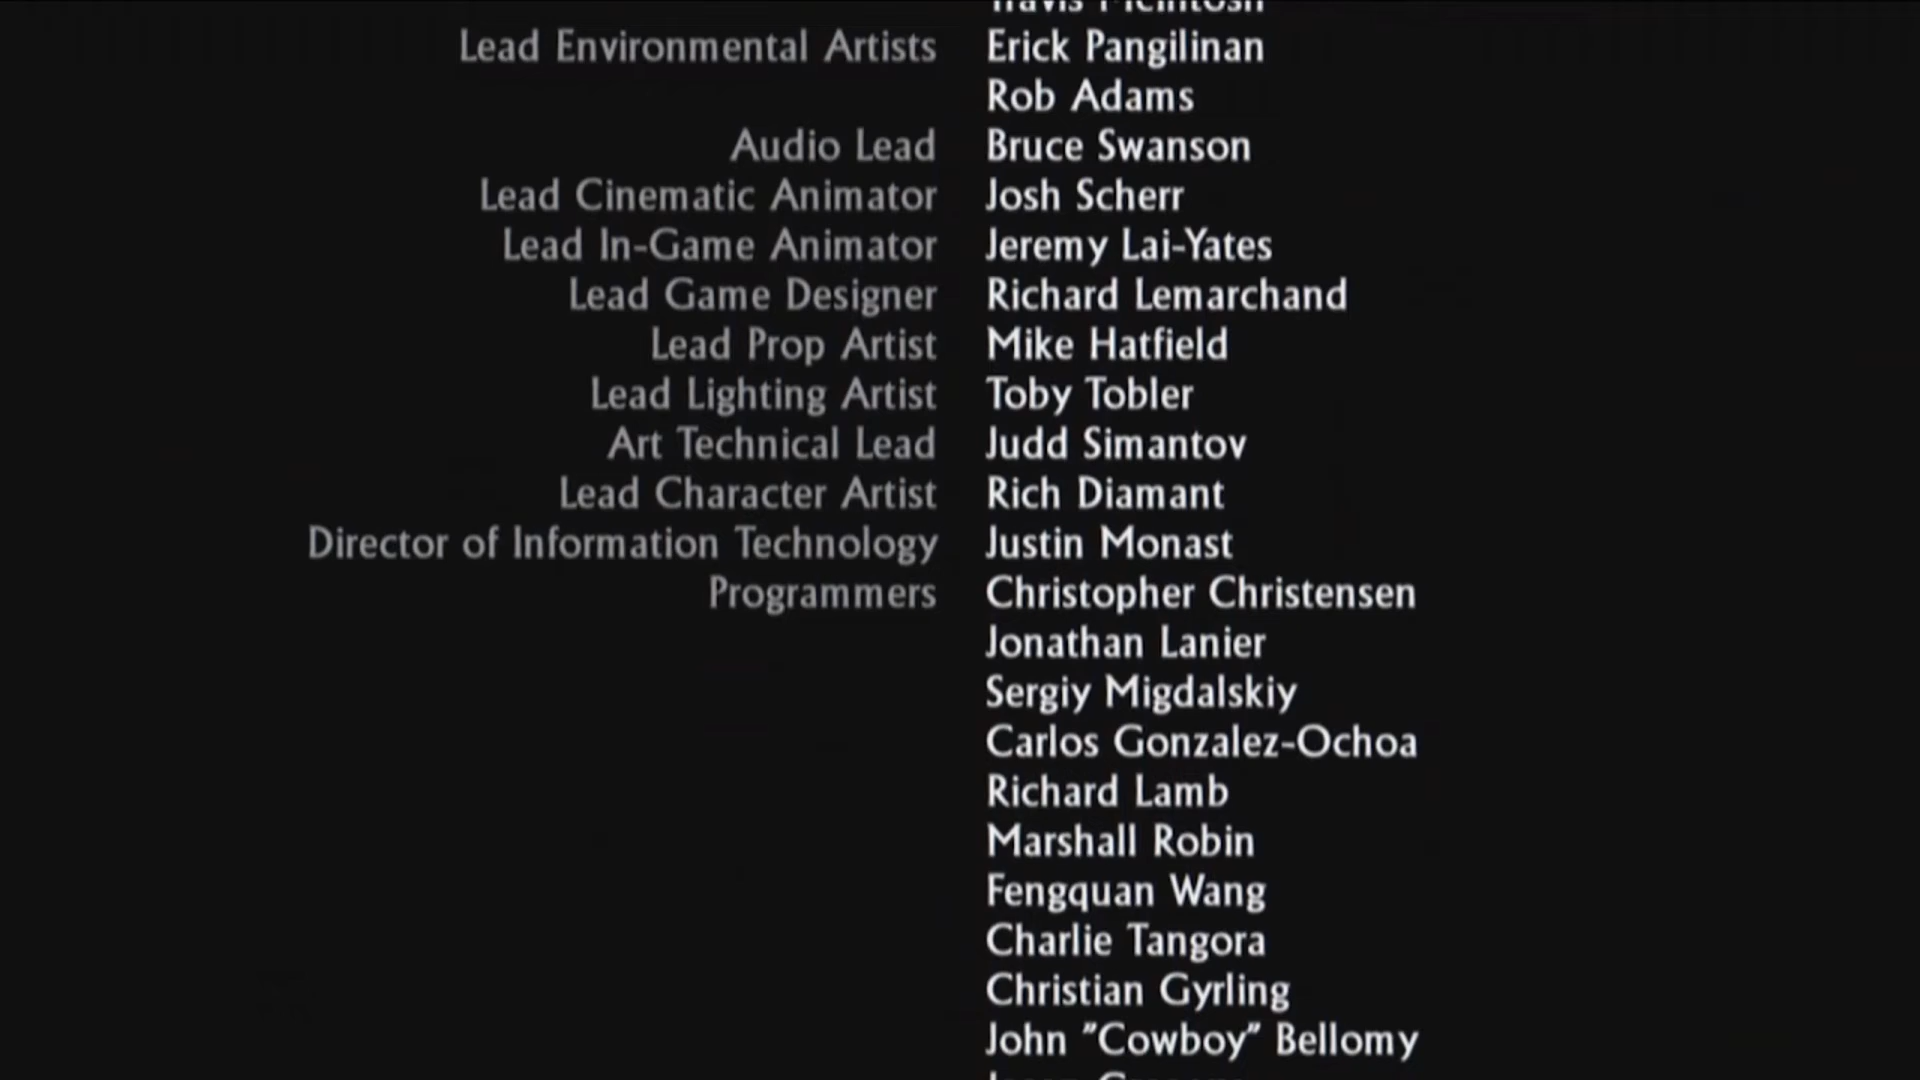 Lead Environmental Artists Erick Pangilinan
Rob Adams
Audio Lead Bruce Swanson
Lead Cinematic Animator Josh Scherr
Lead In-Game Animator Jeremy Lai-Yates
Lead Game Designer Richard Lemarchand
Lead Prop Artist Mike Hatfield
Lead Lighting Artist Toby Tobler
Art Technical Lead Judd Simantov
Lead Character Artist Rich Diamant
Director of Information Technology Justin Monast
Programmers Christopher Christensen
Jonathan Lanier
Sergiy Migdalskiy
Carlos Gonzalez-Ochoa
Richard Lamb
Marshall Robin
Fengquan Wang
Charlie Tangora
Christian Gyrling
John "Cowboy" Bellomy